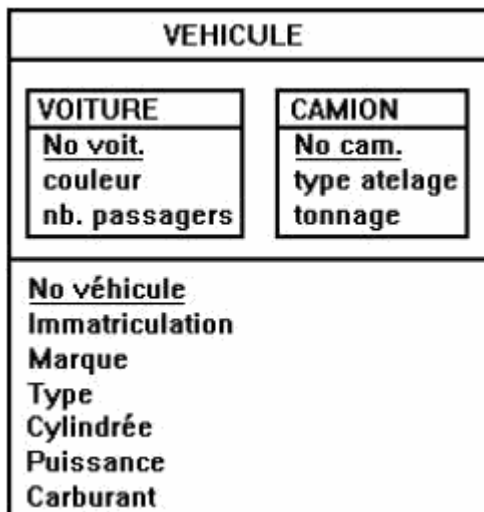 VEHICULE
VOITURE
No voit.
couleur
nb. passagers
CAMION
No cam.
type atelage
tonnage
No véhicule
Immatriculation
Marque
Type
Cylindrée
Puissance
Carburant